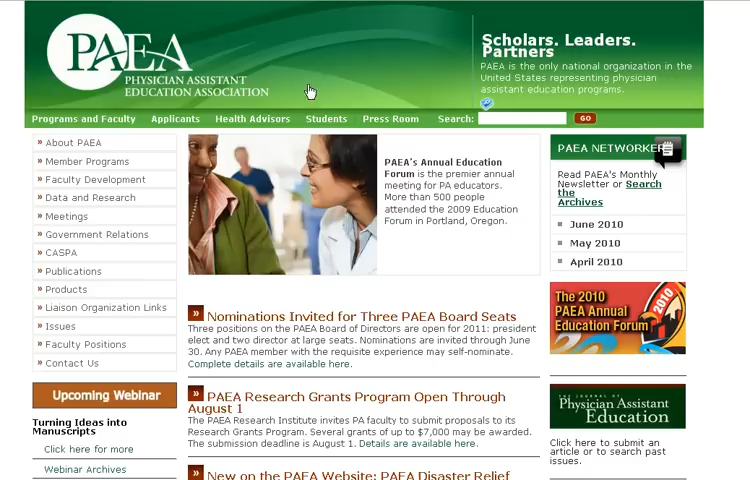 PAEA
PHYSICIAN ASSISTANT
EDUCATION ASSOCIATION
Scholars. Leaders.
Partners
PAEA is the only national organization in the
United States representing physician
assistant education programs.
Programs and Faculty
Applicants
Health Advisors
Students
Press Room
Search:
GO
» About PAEA
» Member Programs
» Faculty Development
» Data and Research
» Meetings
» Government Relations
» CASPA
» Publications
» Products
» Liaison Organization Links
» Issues
» Faculty Positions
» Contact Us
Upcoming Webinar
Turning Ideas into
Manuscripts
Click here for more
Webinar Archives
PAEA's Annual Education
Forum is the premier annual
meeting for PA educators.
More than 500 people
attended the 2009 Education
Forum in Portland, Oregon.
» Nominations Invited for Three PAEA Board Seats
Three positions on the PAEA Board of Directors are open for 2011: president
elect and two director at large seats. Nominations are invited through June
30. Any PAEA member with the requisite experience may self-nominate.
Complete details are available here.
» PAEA Research Grants Program Open Through
August 1
The PAEA Research Institute invites PA faculty to submit proposals to its
Research Grants Program. Several grants of up to $7,000 may be awarded.
The submission deadline is August 1. Details are available here.
» New on the PAEA Website: PAEA Disaster Relief
PAEA NETWORKER
Read PAEA's Monthly
Newsletter or Search
the
Archives
June 2010
May 2010
April 2010
The 2010
PAEA Annual
Education Forum
2010
THE JOURNAL OF
Physician Assistant
EDUCATION
Click here to submit an
article or to search past
issues.